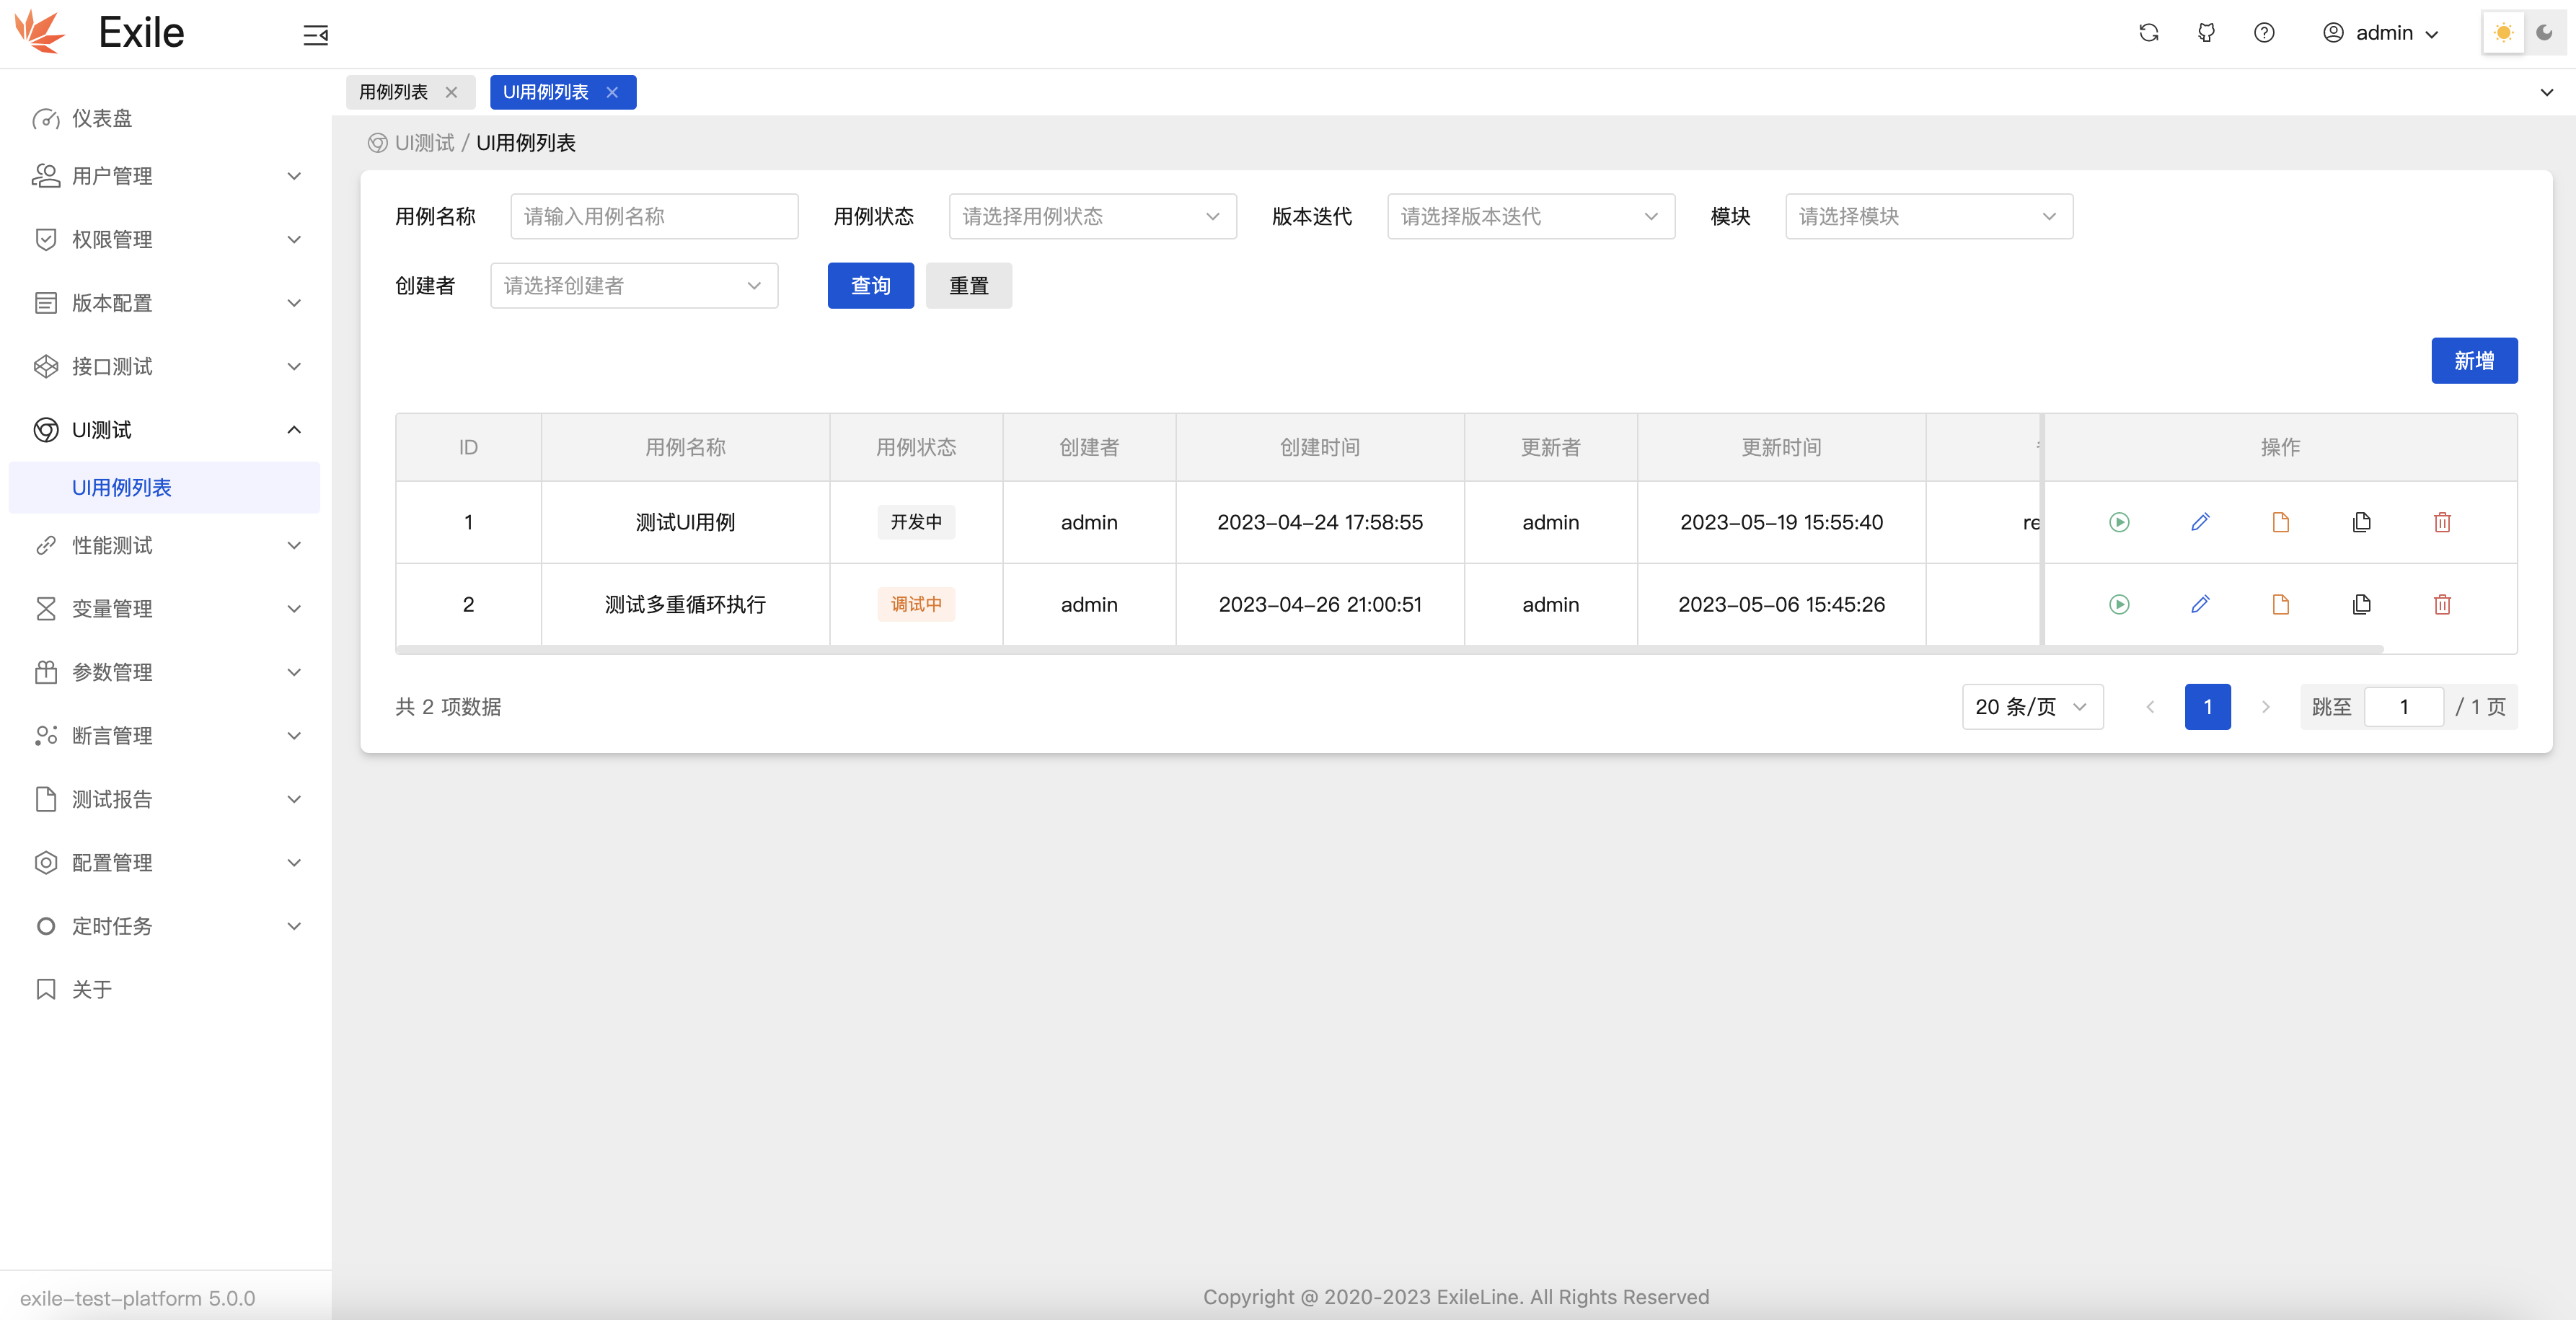 Exile
admin
用例列表
UI用例列表
仪表盘
用户管理
权限管理
版本配置
接口测试
UI测试
UI用例列表
性能测试
变量管理
参数管理
断言管理
测试报告
配置管理
定时任务
关于
exile-test-platform 5.0.0
UI测试 / UI用例列表
用例名称 请输入用例名称 用例状态 请选择用例状态 版本迭代 请选择版本迭代 模块 请选择模块
创建者 请选择创建者 查询 重置
新增
ID 用例名称 用例状态 创建者 创建时间 更新者 更新时间 操作
1 测试UI用例 开发中 admin 2023-04-24 17:58:55 admin 2023-05-19 15:55:40 re
2 测试多重循环执行 调试中 admin 2023-04-26 21:00:51 admin 2023-05-06 15:45:26
共 2 项数据 20 条/页 1 跳至 1 / 1 页
Copyright @ 2020-2023 ExileLine. All Rights Reserved